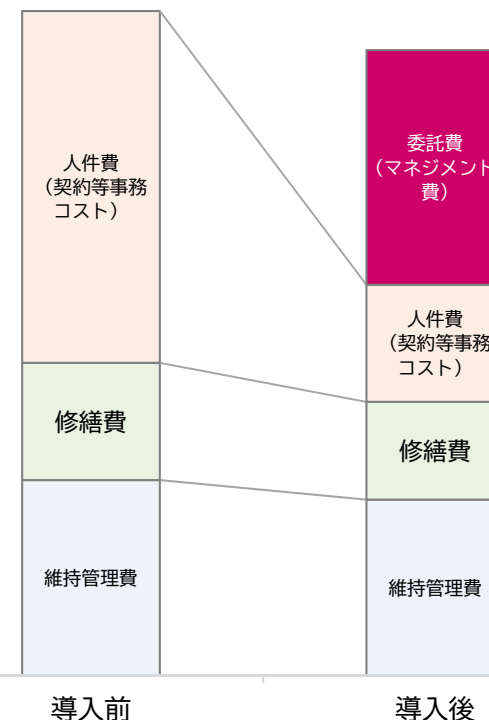 人件費
（契約等事務
コスト）
修繕費
維持管理費
導入前
委託費
（マネジメント
費）
人件費
（契約等事務
コスト）
修繕費
維持管理費
導入後